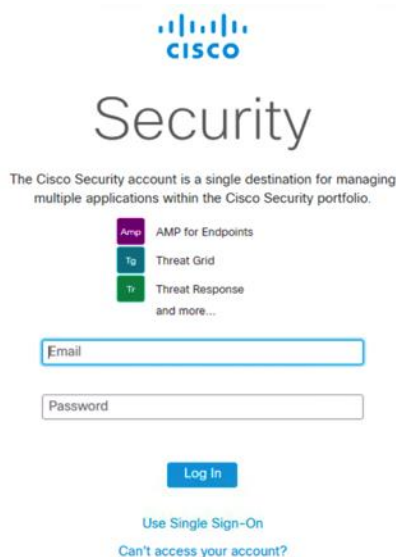 CISCO
Security
The Cisco Security account is a single destination for managing
multiple applications within the Cisco Security portfolio.
Amp AMP for Endpoints
Tg Threat Grid
Tr Threat Response
and more...
Email
Password
Log In
Use Single Sign-On
Can't access your account?